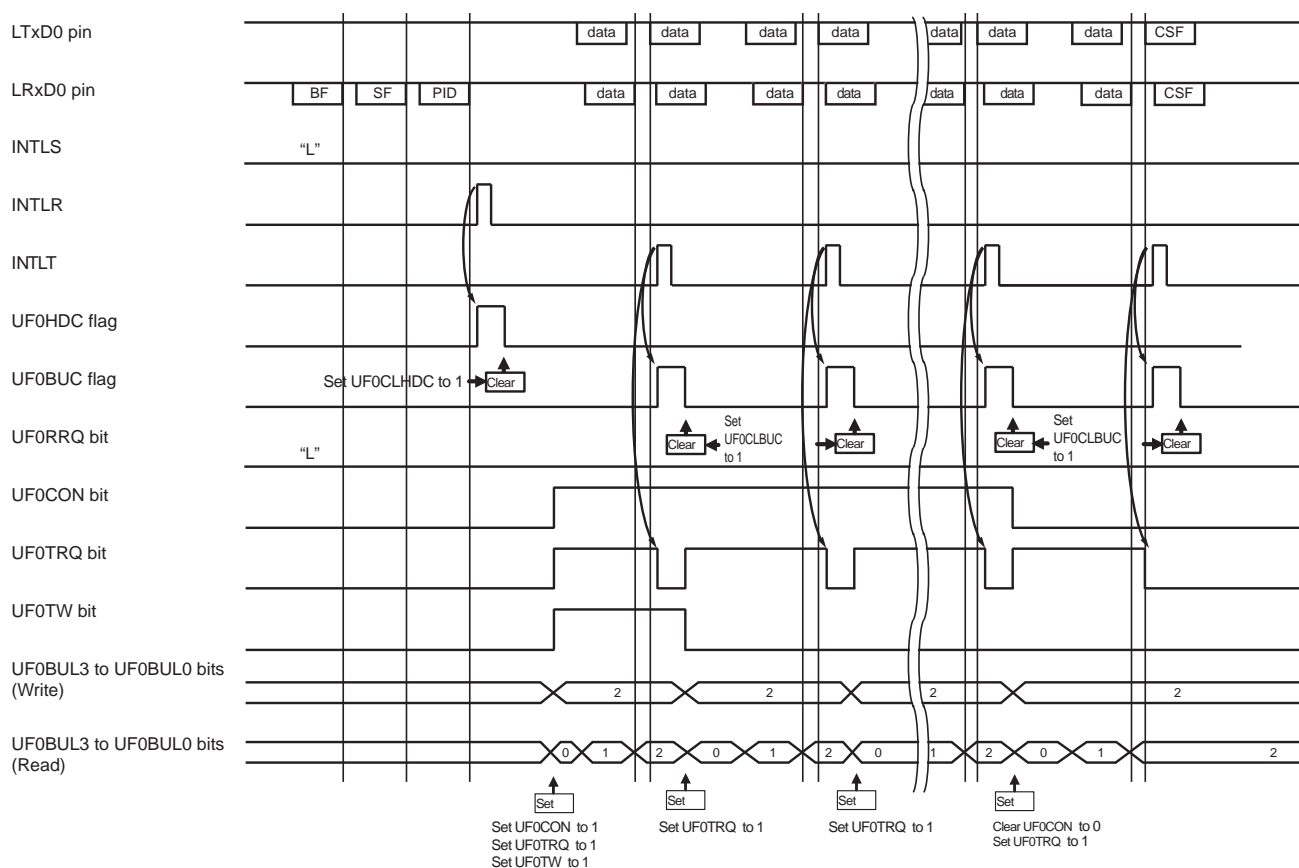 LTxD0 pin data data data data data data data CSF
LRxD0 pin BF SF PID data data data data data data data CSF
INTLS "L"
INTLR
INTLT
UF0HDC flag
UF0BUC flag Set UF0CLHDC to 1 Clear
UF0RRQ bit "L" Clear Set UF0CLBUC to 1 Clear Clear Set UF0CLBUC to 1 Clear
UF0CON bit
UF0TRQ bit
UF0TW bit
UF0BUL3 to UF0BUL0 bits
(Write) 2 2 2 2
UF0BUL3 to UF0BUL0 bits
(Read) 0 1 2 0 1 2 0 1 2 0 1 2
Set Set Set Set
Set UF0CON to 1 Set UF0TRQ to 1 Set UF0TRQ to 1 Clear UF0CON to 0
Set UF0TRQ to 1 Set UF0TRQ to 1
Set UF0TW to 1